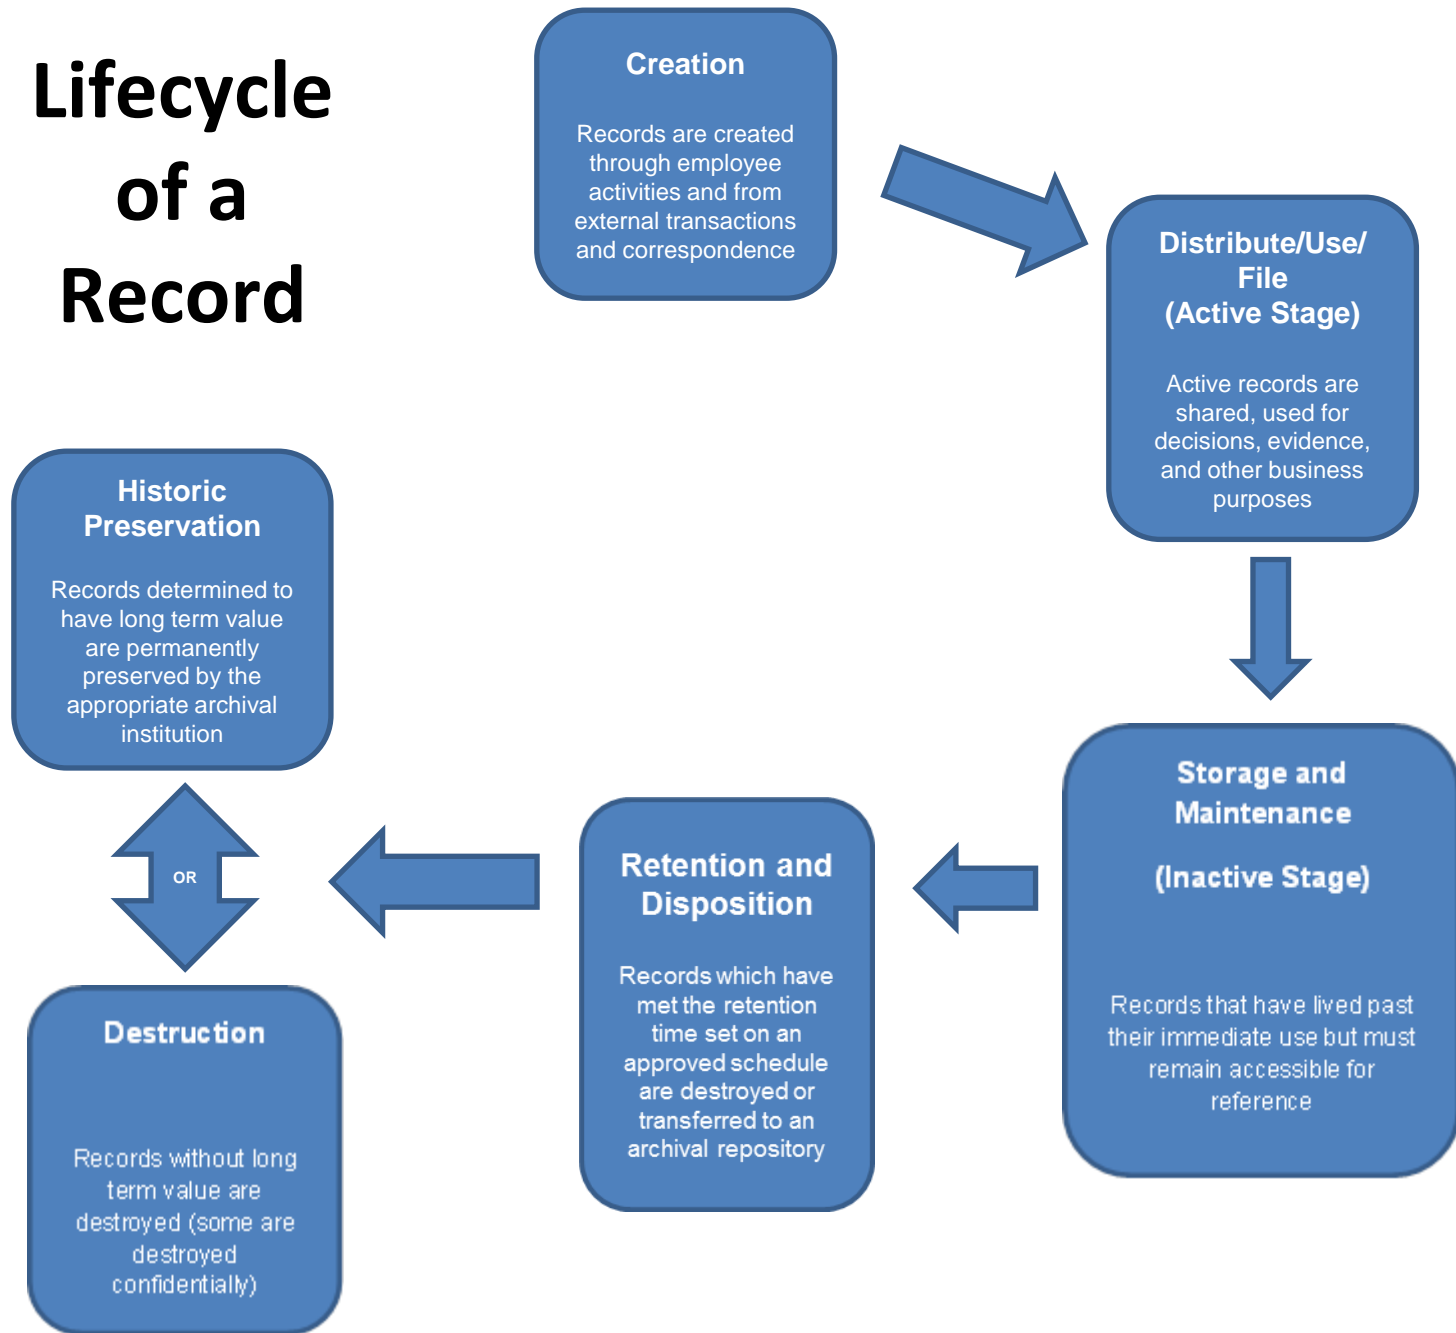 Lifecycle
of a
Record
Creation
Records are created
through employee
activities and from
external transactions
and correspondence
Distribute/Use/
File
(Active Stage)
Active records are
shared, used for
decisions, evidence,
and other business
purposes
Storage and
Maintenance
(Inactive Stage)
Records that have lived past
their immediate use but must
remain accessible for
reference
Retention and
Disposition
Records which have
met the retention
time set on an
approved schedule
are destroyed or
transferred to an
archival repository
Historic
Preservation
Records determined to
have long term value
are permanently
preserved by the
appropriate archival
institution
OR
Destruction
Records without long
term value are
destroyed (some are
destroyed
confidentially)